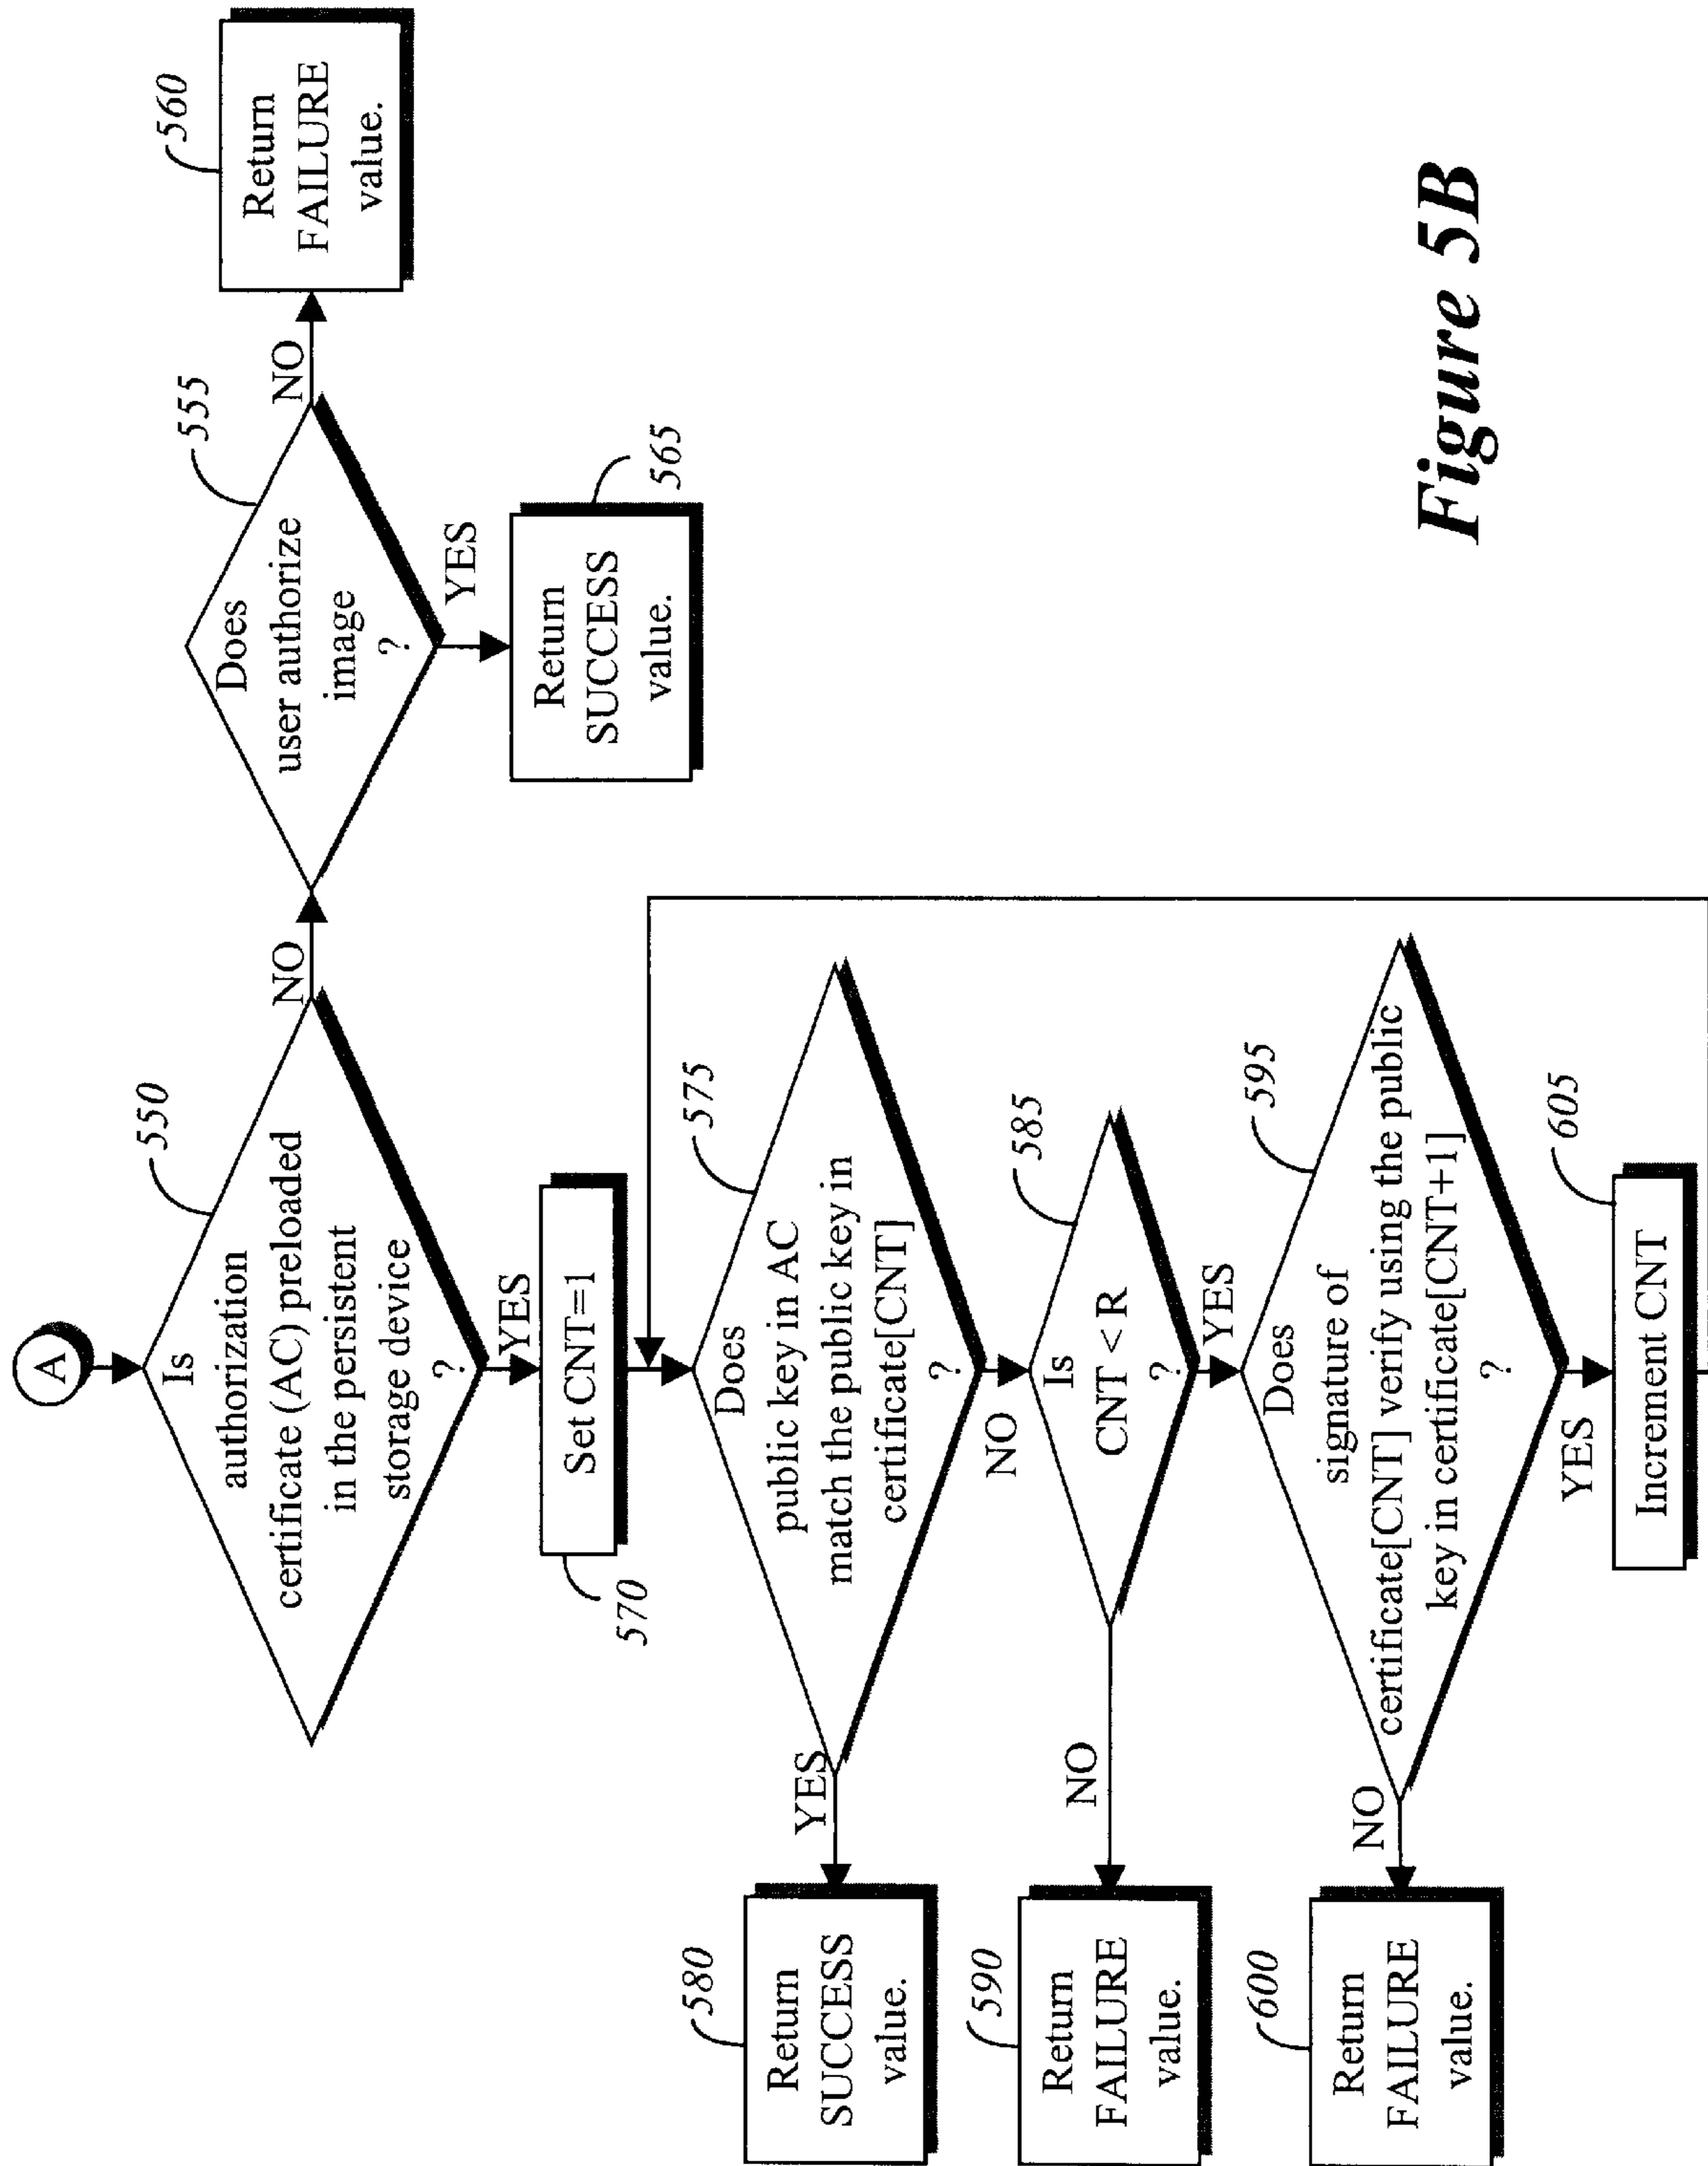 A
550
Is
authorization
certificate (AC) preloaded
in the persistent
storage device
?
NO
555
Does
user authorize
image
?
NO
560
Return
FAILURE
value.
YES
Return
SUCCESS
value.
565
YES
570
Set CNT=1
575
Does
public key in AC
match the public key in
certificate[CNT]
?
YES
580
Return
SUCCESS
value.
NO
585
Is
CNT < R
?
NO
590
Return
FAILURE
value.
YES
595
Does
signature of
certificate[CNT] verify using the public
key in certificate[CNT+1]
?
NO
600
Return
FAILURE
value.
YES
605
Increment CNT
Figure 5B